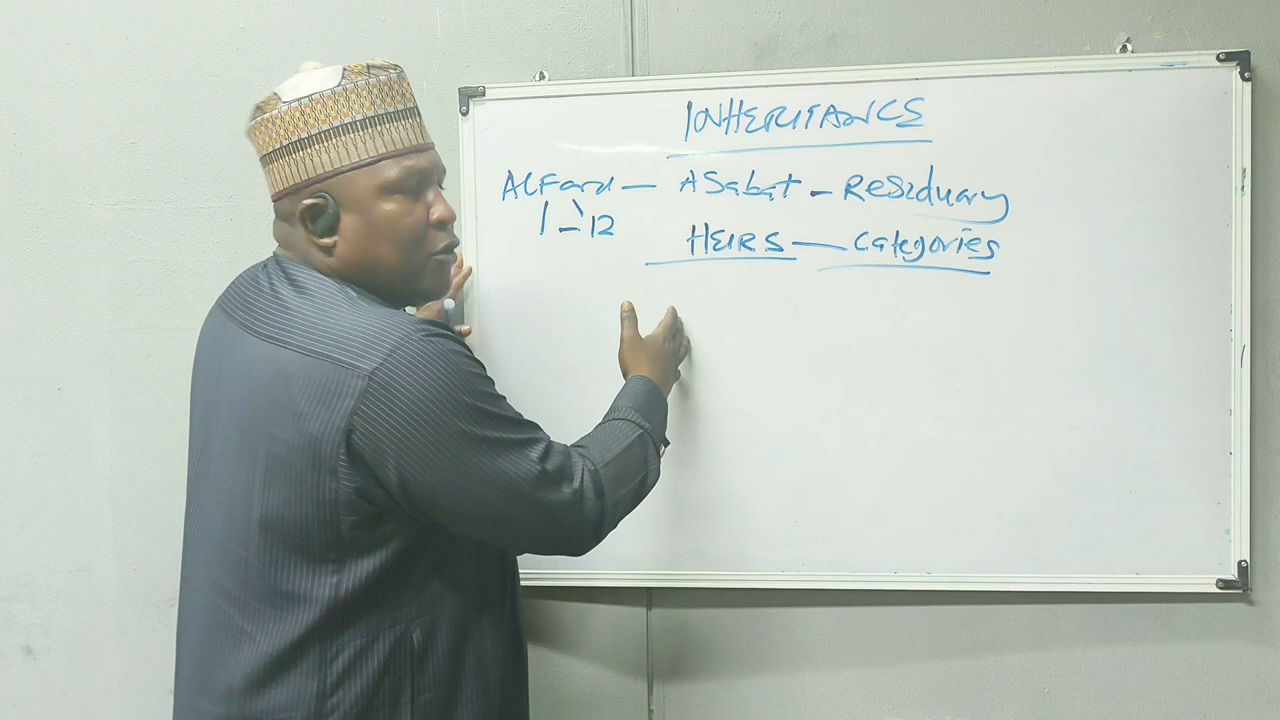 INHERITANCE
AlFard — ASabat - Residuary
1 - 12
HEIRS — Categories